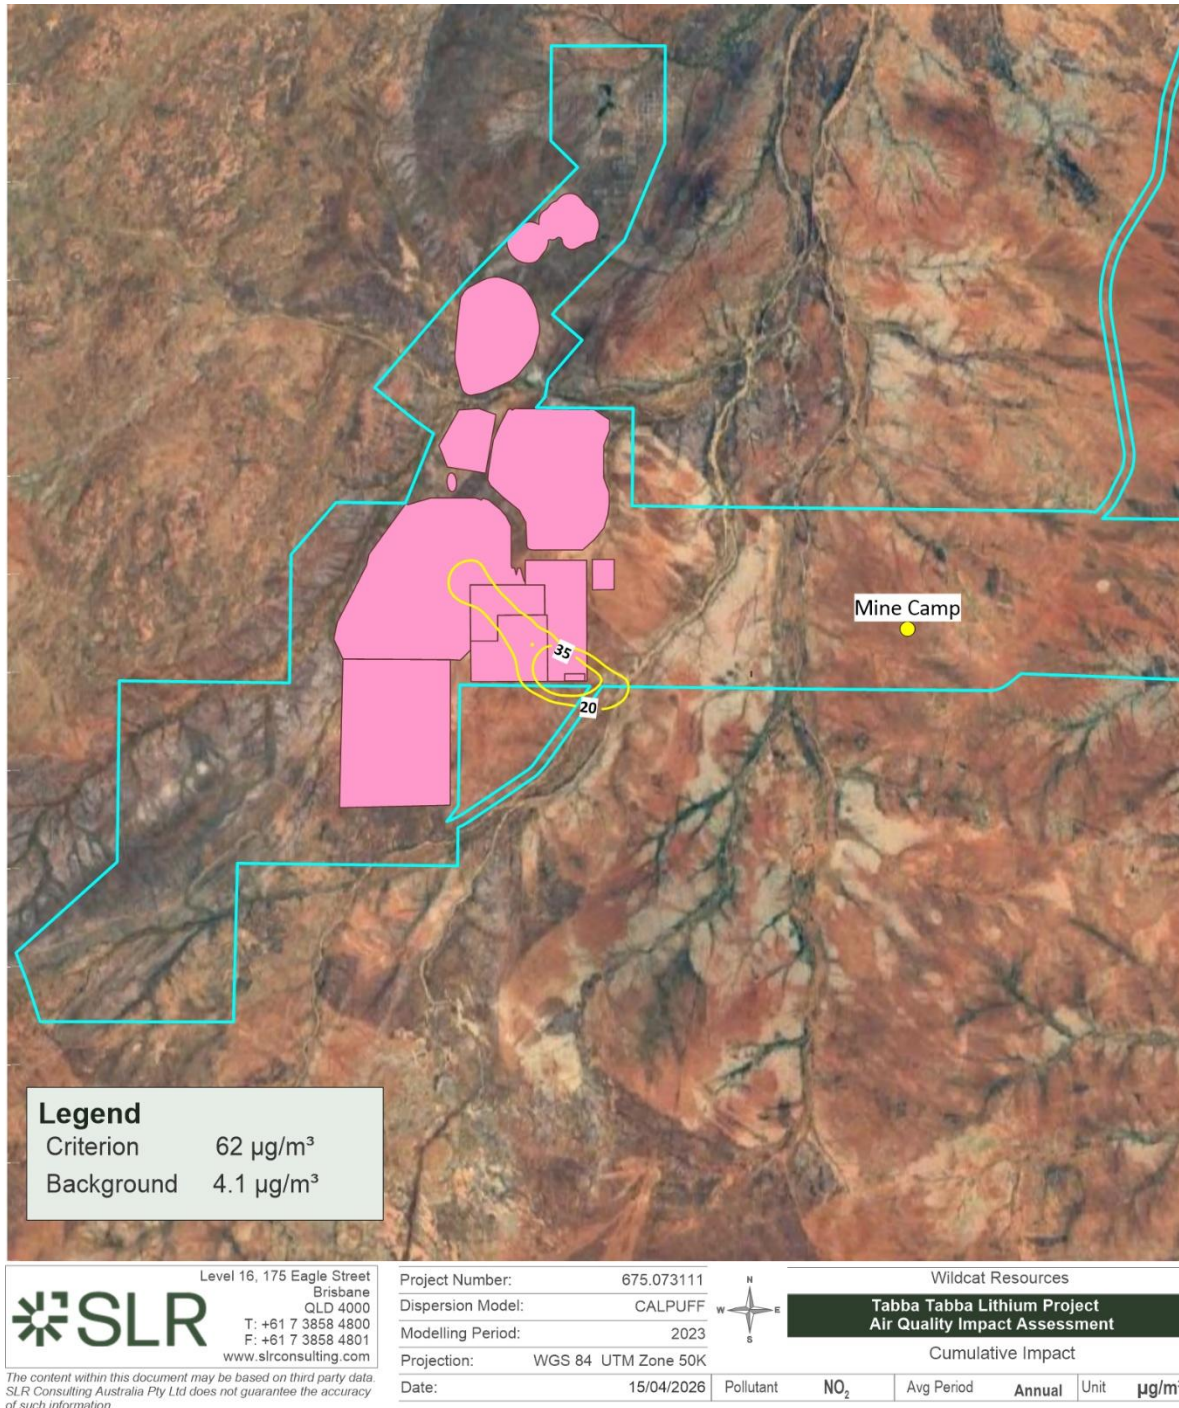 Mine Camp
35
20
Legend
Criterion 62 µg/m³
Background 4.1 µg/m³
SLR
Level 16, 175 Eagle Street
Brisbane
QLD 4000
T: +61 7 3858 4800
F: +61 7 3858 4801
www.slrconsulting.com
The content within this document may be based on third party data.
SLR Consulting Australia Pty Ltd does not guarantee the accuracy
of such information.
Project Number: 675.073111
Dispersion Model: CALPUFF
Modelling Period: 2023
Projection: WGS 84 UTM Zone 50K
Date: 15/04/2026
N
W E
S
Wildcat Resources
Tabba Tabba Lithium Project
Air Quality Impact Assessment
Cumulative Impact
Pollutant NO₂ Avg Period Annual Unit µg/m³